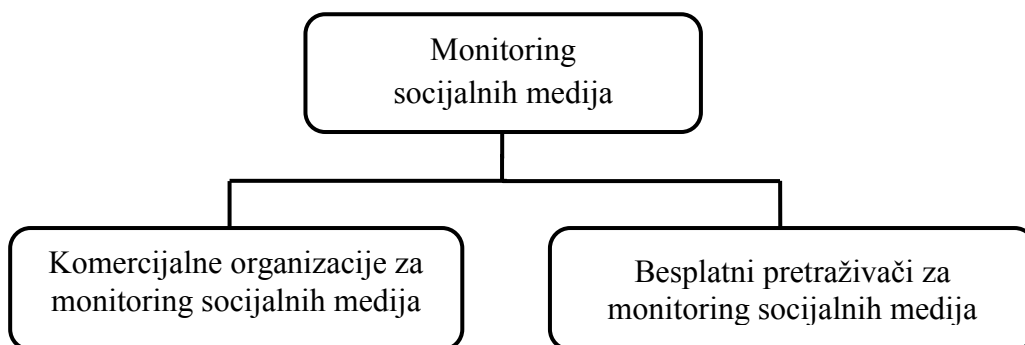 Monitoring
socijalnih medija
Komercijalne organizacije za
monitoring socijalnih medija
Besplatni pretraživači za
monitoring socijalnih medija